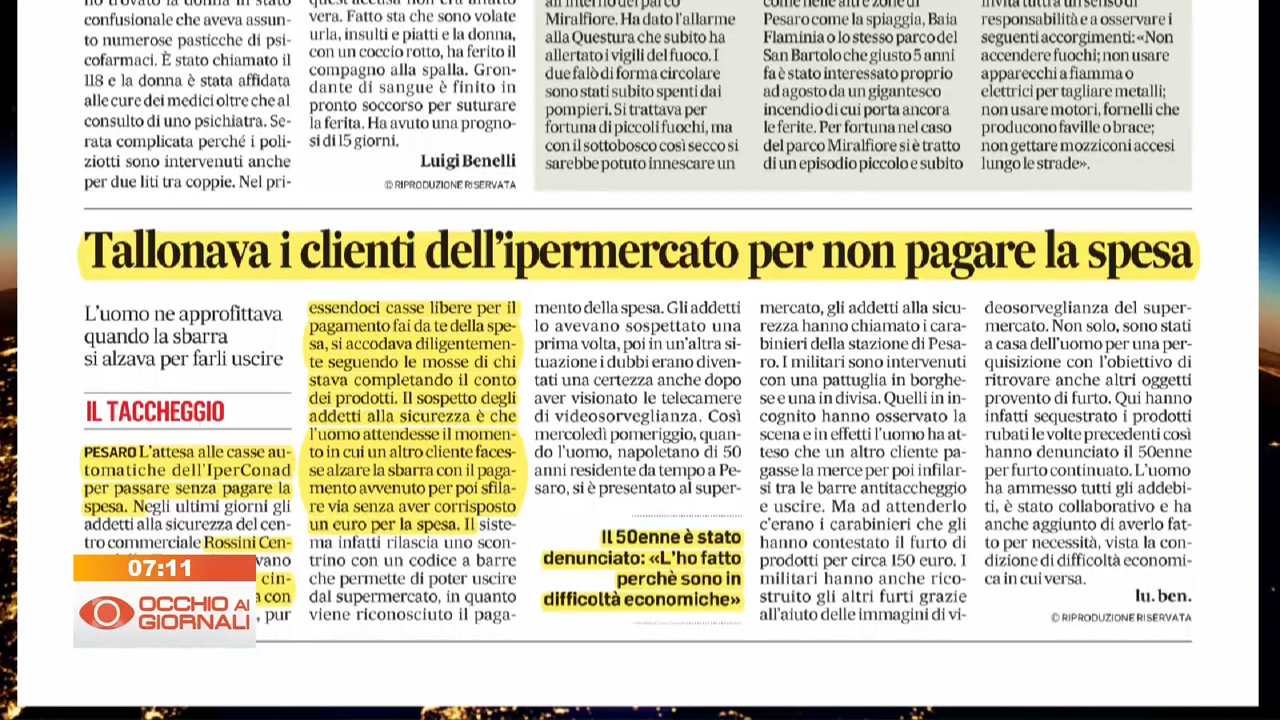 no trovato la donna in stato
confusionale che aveva assun-
to numerose pasticche di psi-
cofarmaci. È stato chiamato il
118 e la donna è stata affidata
alle cure dei medici oltre che al
consulto di uno psichiatra. Se-
rata complicata perché i poli-
ziotti sono intervenuti anche
per due liti tra coppie. Nel pri-
quest'accusa non era affatto
vera. Fatto sta che sono volate
urla, insulti e piatti e la donna,
con un coccio rotto, ha ferito il
compagno alla spalla. Gron-
dante di sangue è finito in
pronto soccorso per suturare
la ferita. Ha avuto una progno-
si di 15 giorni.
Luigi Benelli
© RIPRODUZIONE RISERVATA
all'interno del parco
Miralfiore. Ha dato l'allarme
alla Questura che subito ha
allertato i vigili del fuoco. I
due falò di forma circolare
sono stati subito spenti dai
pompieri. Si trattava per
fortuna di piccoli fuochi, ma
con il sottobosco così secco si
sarebbe potuto innescare un
come nelle altre zone di
Pesaro come la spiaggia, Baia
Flaminia o lo stesso parco del
San Bartolo che giusto 5 anni
fa è stato interessato proprio
ad agosto da un gigantesco
incendio di cui porta ancora
le ferite. Per fortuna nel caso
del parco Miralfiore si è tratto
di un episodio piccolo e subito
invita tutti a un senso di
responsabilità e a osservare i
seguenti accorgimenti: «Non
accendere fuochi; non usare
apparecchi a fiamma o
elettrici per tagliare metalli;
non usare motori, fornelli che
producono faville o brace;
non gettare mozziconi accesi
lungo le strade».
Tallonava i clienti dell'ipermercato per non pagare la spesa
L'uomo ne approfittava
quando la sbarra
si alzava per farli uscire
IL TACCHEGGIO
PESARO L'attesa alle casse au-
tomatiche dell'IperConad
per passare senza pagare la
spesa. Negli ultimi giorni gli
addetti alla sicurezza del cen-
tro commerciale Rossini Cen-
vano
cin-
a con
, pur
essendoci casse libere per il
pagamento fai da te della spe-
sa, si accodava diligentemen-
te seguendo le mosse di chi
stava completando il conto
dei prodotti. Il sospetto degli
addetti alla sicurezza è che
l'uomo attendesse il momen-
to in cui un altro cliente faces-
se alzare la sbarra con il paga-
mento avvenuto per poi sfila-
re via senza aver corrisposto
un euro per la spesa. Il siste-
ma infatti rilascia uno scon-
trino con un codice a barre
che permette di poter uscire
dal supermercato, in quanto
viene riconosciuto il paga-
mento della spesa. Gli addetti
lo avevano sospettato una
prima volta, poi in un'altra si-
tuazione i dubbi erano diven-
tati una certezza anche dopo
aver visionato le telecamere
di videosorveglianza. Così
mercoledì pomeriggio, quan-
do l'uomo, napoletano di 50
anni residente da tempo a Pe-
saro, si è presentato al super-
Il 50enne è stato
denunciato: «L'ho fatto
perchè sono in
difficoltà economiche»
mercato, gli addetti alla sicu-
rezza hanno chiamato i cara-
binieri della stazione di Pesa-
ro. I militari sono intervenuti
con una pattuglia in borghe-
se e una in divisa. Quelli in in-
cognito hanno osservato la
scena e in effetti l'uomo ha at-
teso che un altro cliente pa-
gasse la merce per poi infilar-
si tra le barre antitaccheggio
e uscire. Ma ad attenderlo
c'erano i carabinieri che gli
hanno contestato il furto di
prodotti per circa 150 euro. I
militari hanno anche rico-
struito gli altri furti grazie
all'aiuto delle immagini di vi-
deosorveglianza del super-
mercato. Non solo, sono stati
a casa dell'uomo per una per-
quisizione con l'obiettivo di
ritrovare anche altri oggetti
provento di furto. Qui hanno
infatti sequestrato i prodotti
rubati le volte precedenti così
hanno denunciato il 50enne
per furto continuato. L'uomo
ha ammesso tutti gli addebi-
ti, è stato collaborativo e ha
anche aggiunto di averlo fat-
to per necessità, vista la con-
dizione di difficoltà economi-
ca in cui versa.
lu. ben.
© RIPRODUZIONE RISERVATA
07:11
OCCHIO AI
GIORNALI